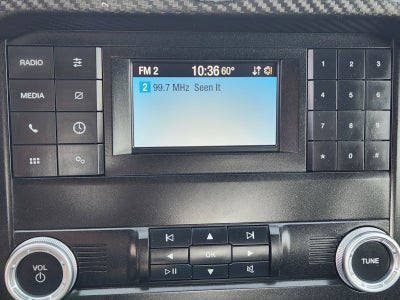 RADIO
MEDIA
FM 2 10:36 60°
2 99.7 MHz Seen It
1 2 3
4 5 6
7 8 9
* 0 #
OK
VOL
TUNE